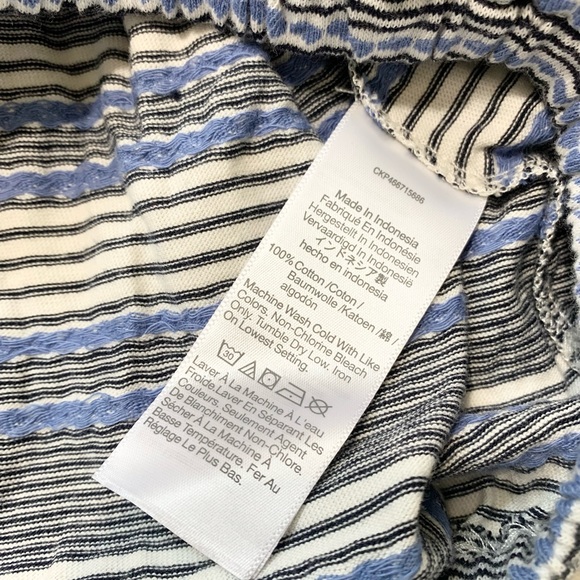 CKP466715686
Made In Indonesia
Fabriqué En Indonésie
Hergestellt In Indonesien
Vervaardigd In Indonesien
インドネシア製
hecho en indonesia
100% Cotton /Coton /
Baumwolle /Katoen / 綿 /
algodón
Machine Wash Cold With Like
Colors, Non-Chlorine Bleach
Only. Tumble Dry Low. Iron
On Lowest Setting.
30
Laver À La Machine À L'eau
Froide Laver En Séparant Les
Couleurs, Seulement Agent
De Blanchiment Non-Chlore.
Sécher À La Machine À
Basse Température. Fer Au
Réglage Le Plus Bas.